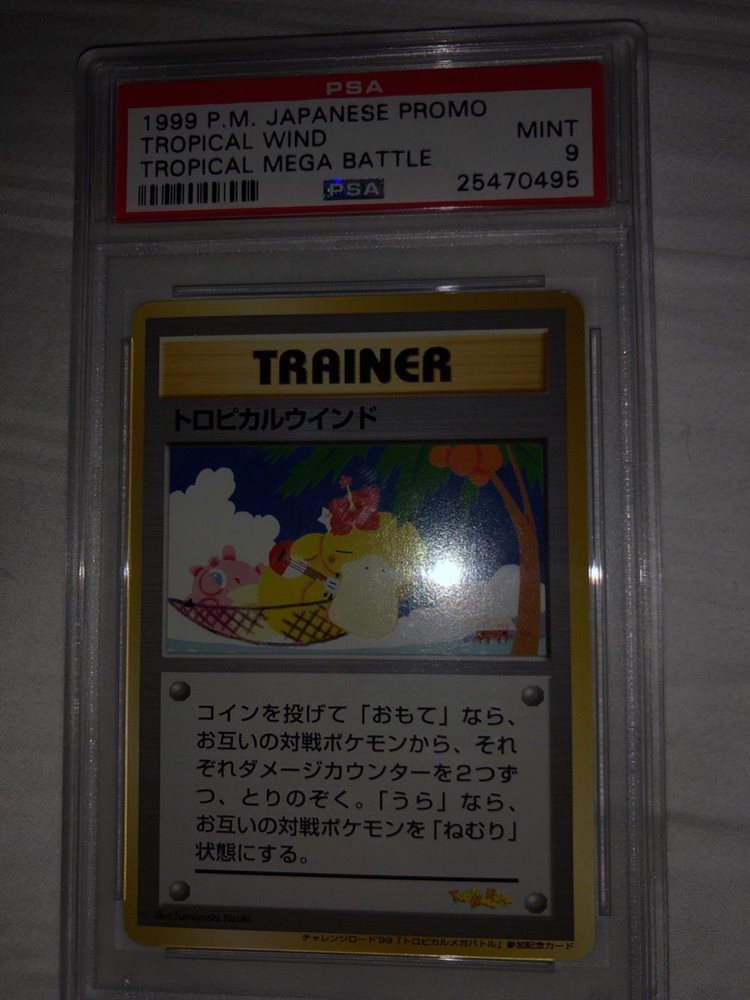 PSA
1999 P.M. JAPANESE PROMO
TROPICAL WIND MINT
TROPICAL MEGA BATTLE 9
PSA 25470495
TRAINER
トロピカルウインド
コインを投げて「おもて」なら、
お互いの対戦ポケモンから、それ
ぞれダメージカウンターを2つず
つ、とりのぞく。「うら」なら、
お互いの対戦ポケモンを「ねむり」
状態にする。
Illus. Sumiyoshi Kizuki
チャレンジロード'99「トロピカルメガバトル」参加記念カード